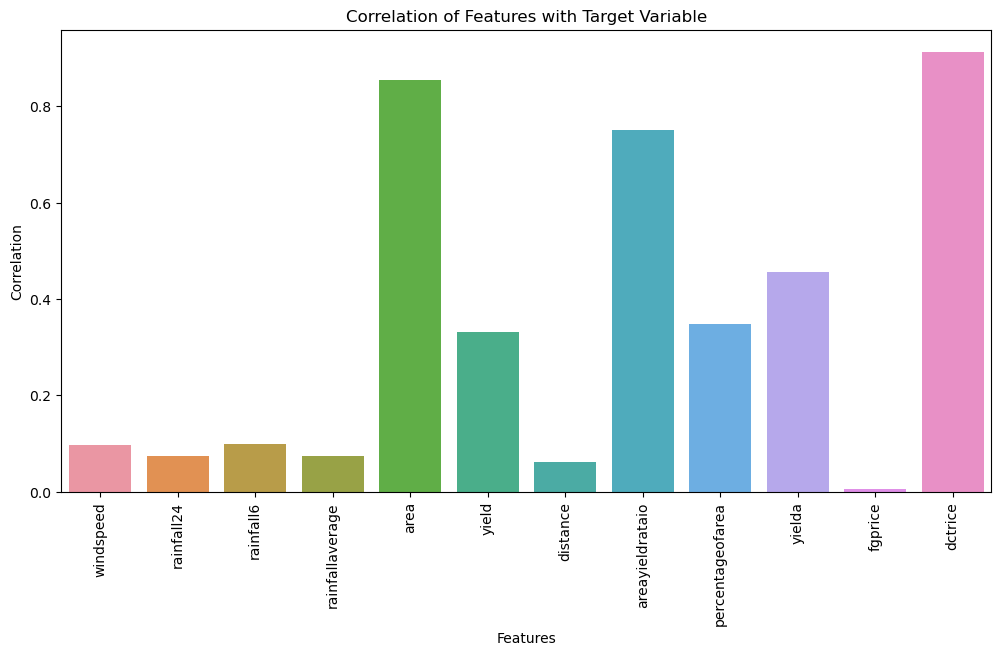 Correlation of Features with Target Variable
Correlation
0.8
0.6
0.4
0.2
0.0
windspeed
rainfall24
rainfall6
rainfallaverage
area
yield
distance
areayieldrataio
percentageofarea
yielda
fgprice
dctrice
Features